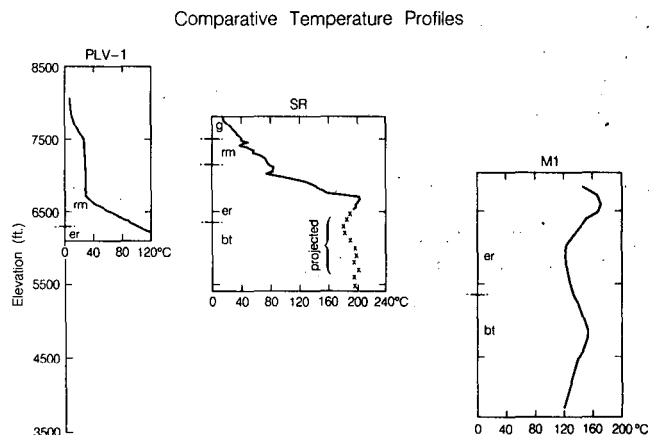 Comparative Temperature Profiles
PLV-1
8500
7500
6500
5500
4500
3500
Elevation (ft.)
rm
er
0 40 80 120°C
SR
g
rm
er
bt
projected
0 40 80 120 160 200 240°C
M1
er
bt
0 40 80 120 160 200°C